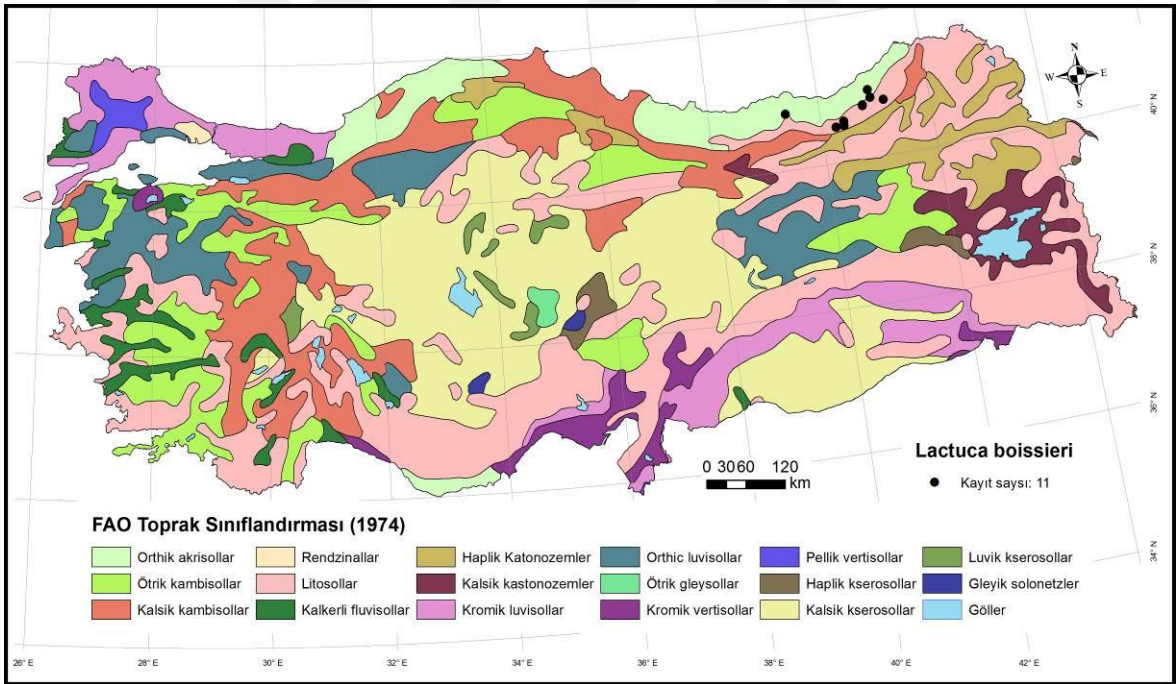 N
W E
S
40° N
38° N
36° N
34° N
Lactuca boissieri
Kayıt saysı: 11
0 30 60 120
km
FAO Toprak Sınıflandırması (1974)
Orthik akrisollar
Rendzinallar
Haplik Katonozemler
Orthic luvisollar
Pellik vertisollar
Luvik kserosollar
Ötrik kambisollar
Litosollar
Kalsik kastonozemler
Ötrik gleysollar
Haplik kserosollar
Gleyik solonetzler
Kalsik kambisollar
Kalkerli fluvisollar
Kromik luvisollar
Kromik vertisollar
Kalsik kserosollar
Göller
26° E 28° E 30° E 32° E 34° E 36° E 38° E 40° E 42° E